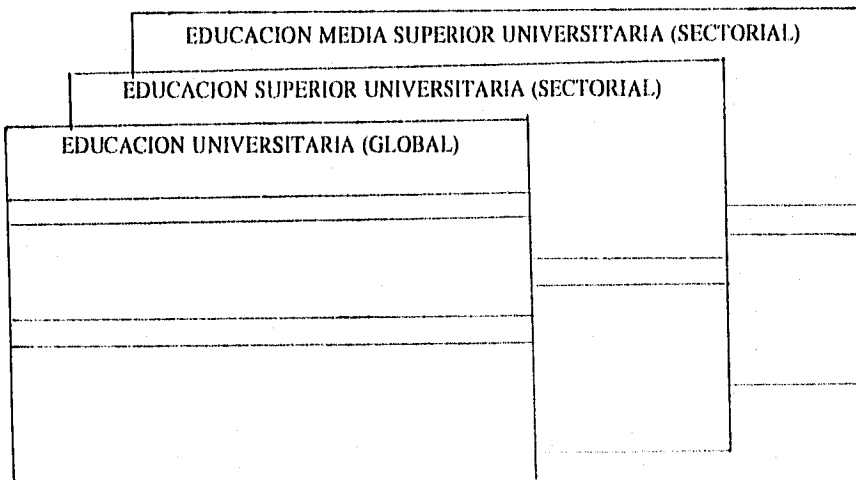 EDUCACION MEDIA SUPERIOR UNIVERSITARIA (SECTORIAL)
EDUCACION SUPERIOR UNIVERSITARIA (SECTORIAL)
EDUCACION UNIVERSITARIA (GLOBAL)